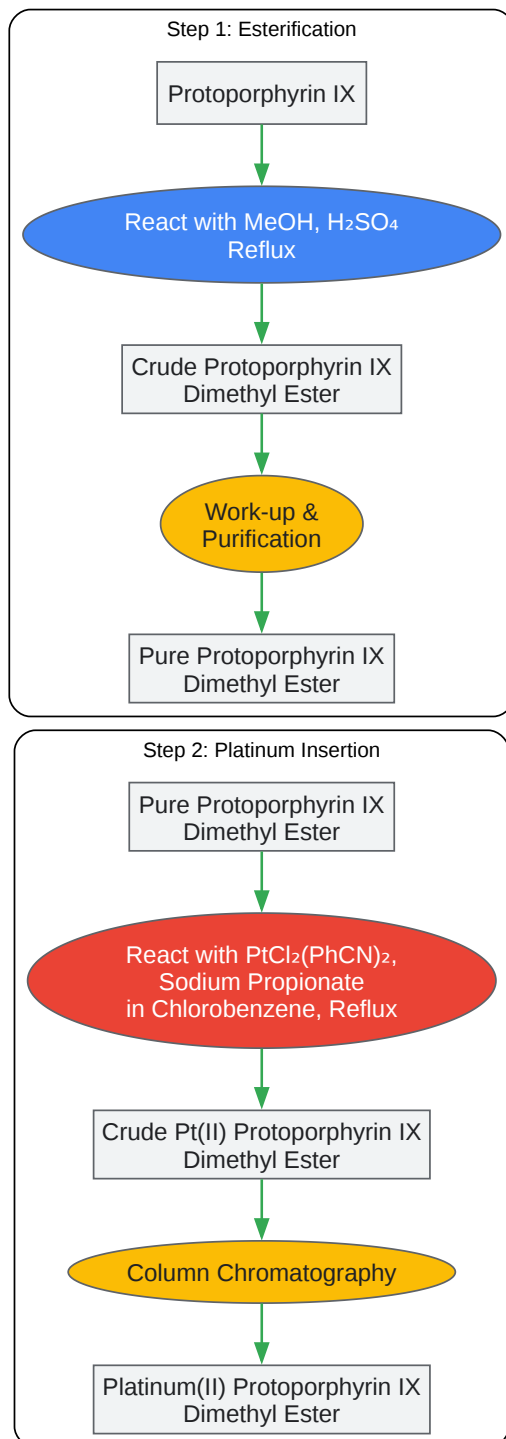 Step 1: Esterification
Protoporphyrin IX
React with MeOH, H₂SO₄
Reflux
Crude Protoporphyrin IX
Dimethyl Ester
Work-up &
Purification
Pure Protoporphyrin IX
Dimethyl Ester
Step 2: Platinum Insertion
Pure Protoporphyrin IX
Dimethyl Ester
React with PtCl₂(PhCN)₂,
Sodium Propionate
in Chlorobenzene, Reflux
Crude Pt(II) Protoporphyrin IX
Dimethyl Ester
Column Chromatography
Platinum(II) Protoporphyrin IX
Dimethyl Ester